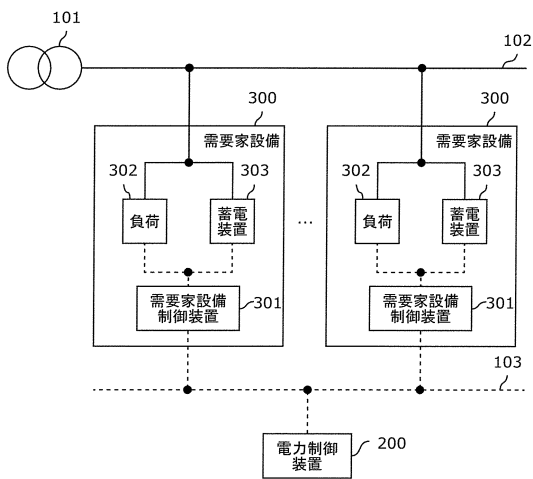 101
102
300
300
需要家設備
需要家設備
302
303
302
303
負荷
蓄電
装置
…
負荷
蓄電
装置
需要家設備
制御装置
301
需要家設備
制御装置
301
103
電力制御
装置
200